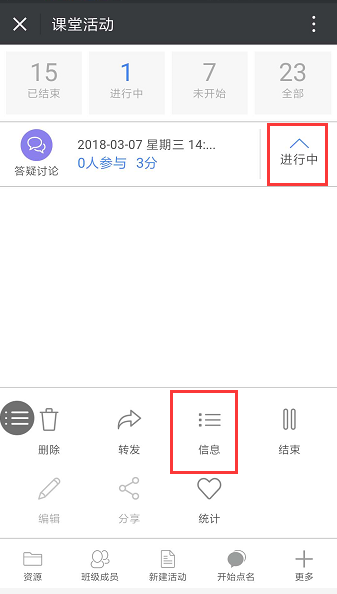 课堂活动
15 1 7 23
已结束 进行中 未开始 全部
2018-03-07 星期三 14:...
答疑讨论 0人参与 3分 进行中
删除 转发 信息 结束
编辑 分享 统计
资源 班级成员 新建活动 开始点名 更多